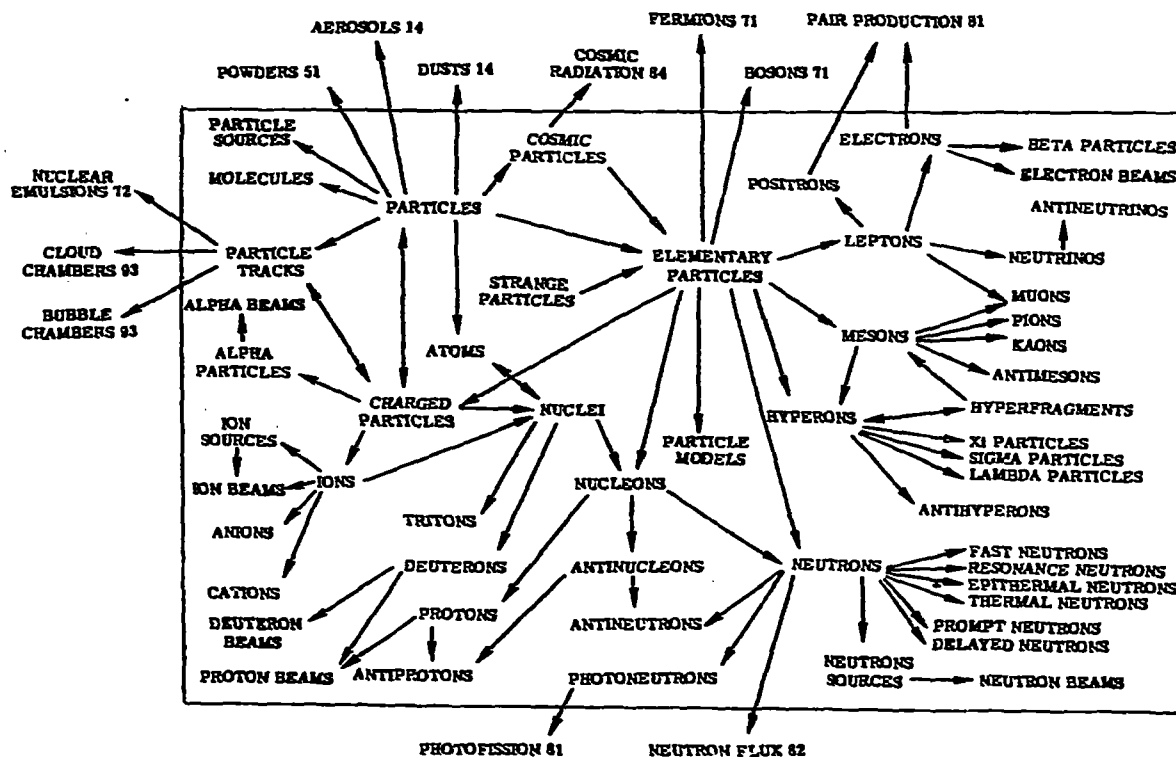 FERMIONS 71
PAIR PRODUCTION 81
AEROSOLS 14
COSMIC
RADIATION 84
POWDERS 51
DUSTS 14
BOSONS 71
PARTICLE
SOURCES
COSMIC
PARTICLES
ELECTRONS
BETA PARTICLES
ELECTRON BEAMS
NUCLEAR
EMULSIONS 72
MOLECULES
POSITRONS
PARTICLES
ANTINEUTRINOS
CLOUD
CHAMBERS 93
PARTICLE
TRACKS
ELEMENTARY
PARTICLES
LEPTONS
NEUTRINOS
STRANGE
PARTICLES
BUBBLE
CHAMBERS 93
ALPHA BEAMS
MUONS
PIONS
KAONS
MESONS
ALPHA
PARTICLES
ATOMS
ANTIMESONS
CHARGED
PARTICLES
NUCLEI
HYPERONS
HYPERFRAGMENTS
ION
SOURCES
PARTICLE
MODELS
XI PARTICLES
SIGMA PARTICLES
LAMBDA PARTICLES
ION BEAMS
IONS
NUCLEONS
ANTIHYPERONS
ANIONS
TRITONS
FAST NEUTRONS
RESONANCE NEUTRONS
EPITHERMAL NEUTRONS
THERMAL NEUTRONS
DEUTERONS
ANTINUCLEONS
NEUTRONS
CATIONS
PROTONS
DEUTERON
BEAMS
ANTINEUTRONS
PROMPT NEUTRONS
DELAYED NEUTRONS
PROTON BEAMS
ANTIPROTONS
PHOTONEUTRONS
NEUTRONS
SOURCES
NEUTRON BEAMS
PHOTOFISSION 81
NEUTRON FLUX 82